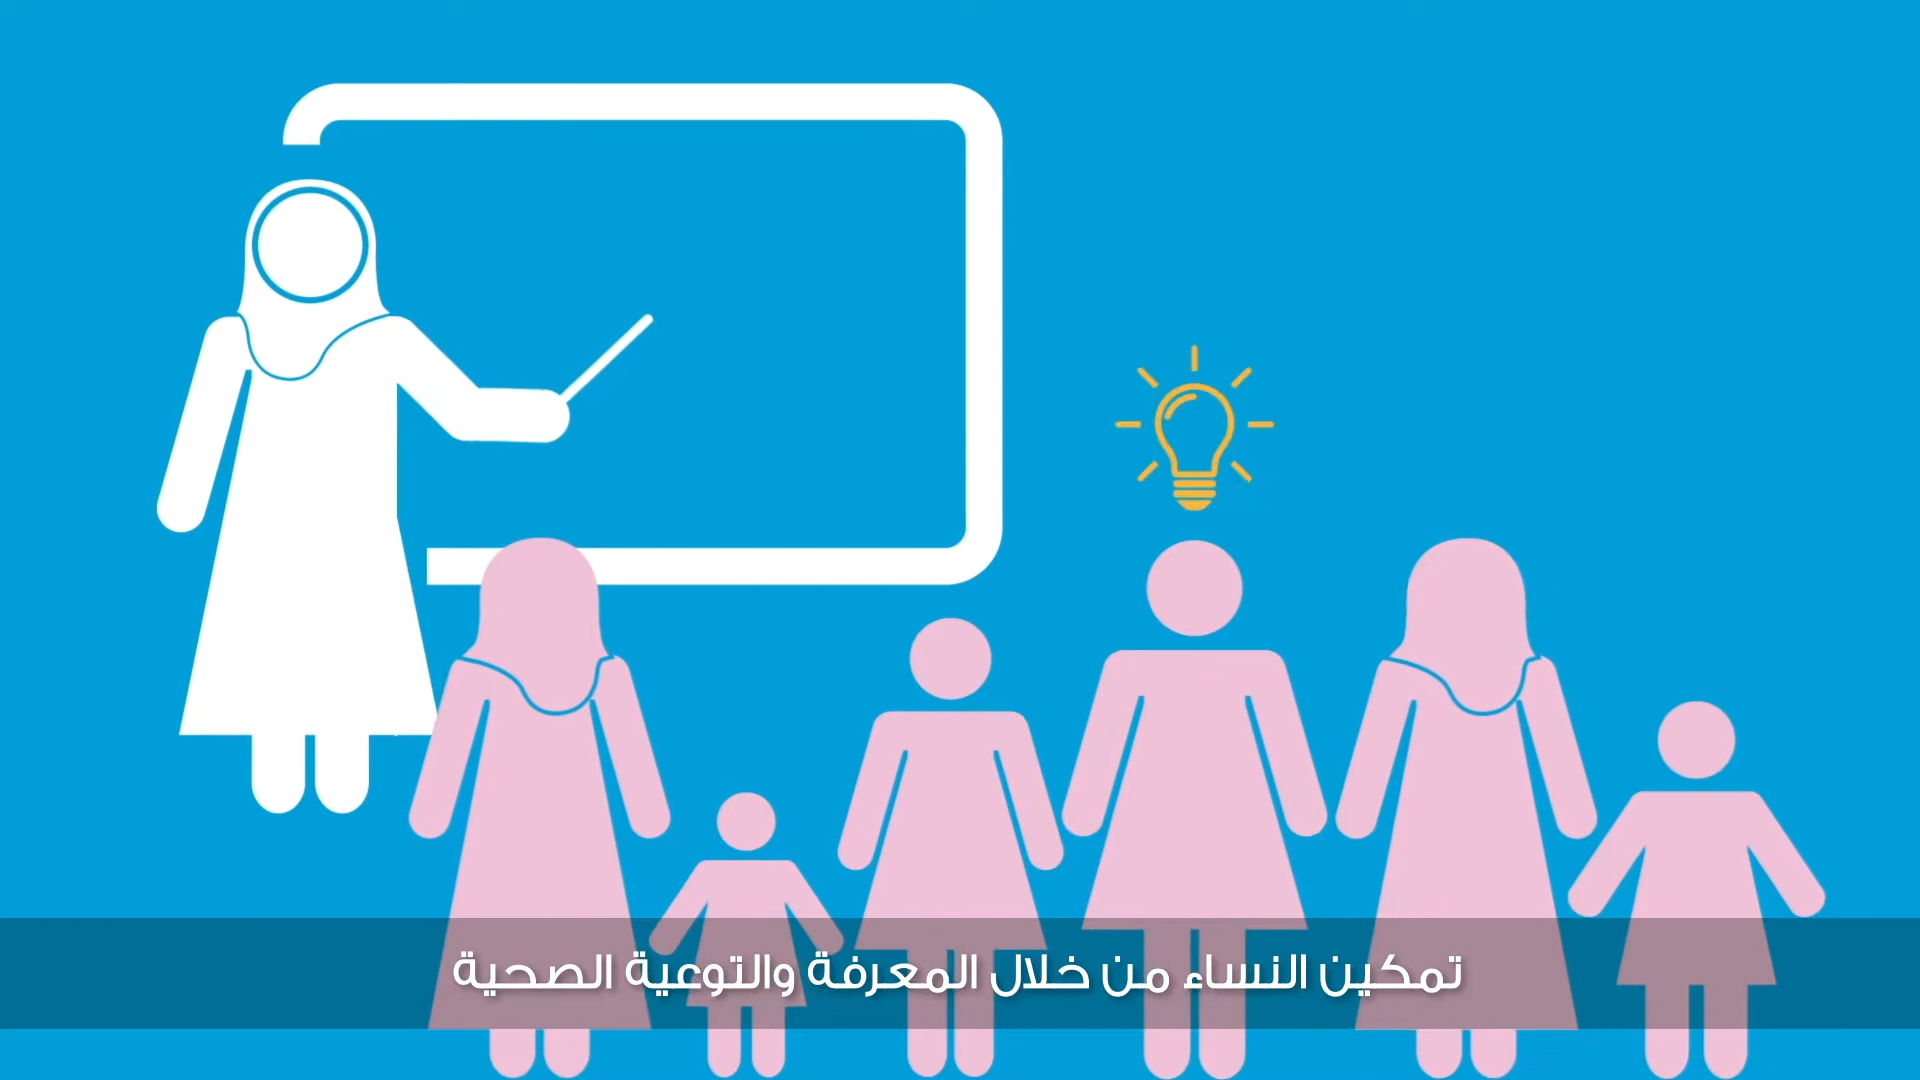 تمكين النساء من خلال المعرفة والتوعية الصحية